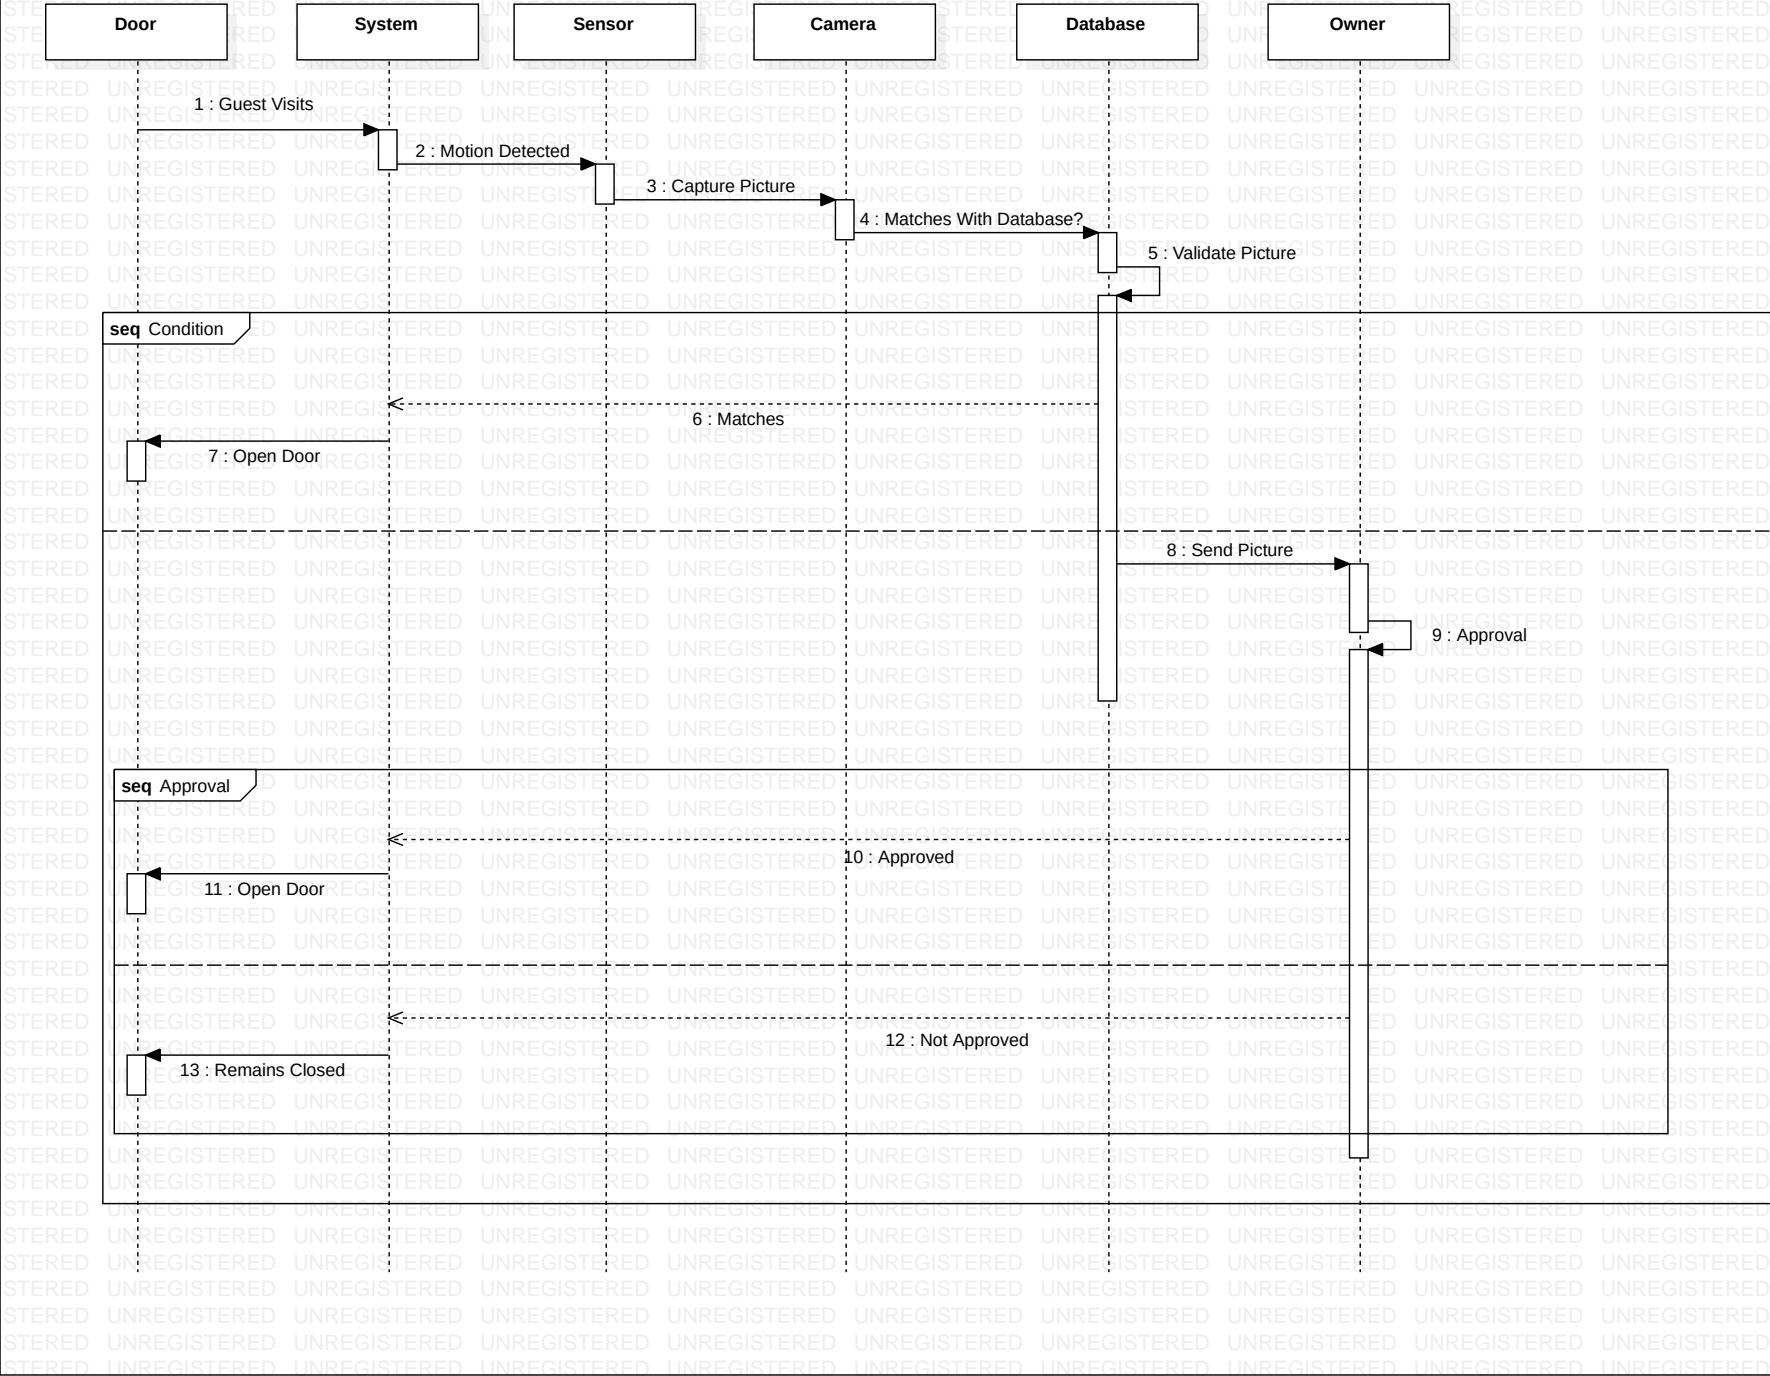 Door
System
Sensor
Camera
Database
Owner
1 : Guest Visits
2 : Motion Detected
3 : Capture Picture
4 : Matches With Database?
5 : Validate Picture
seq Condition
6 : Matches
7 : Open Door
8 : Send Picture
9 : Approval
seq Approval
10 : Approved
11 : Open Door
12 : Not Approved
13 : Remains Closed
UNREGISTERED